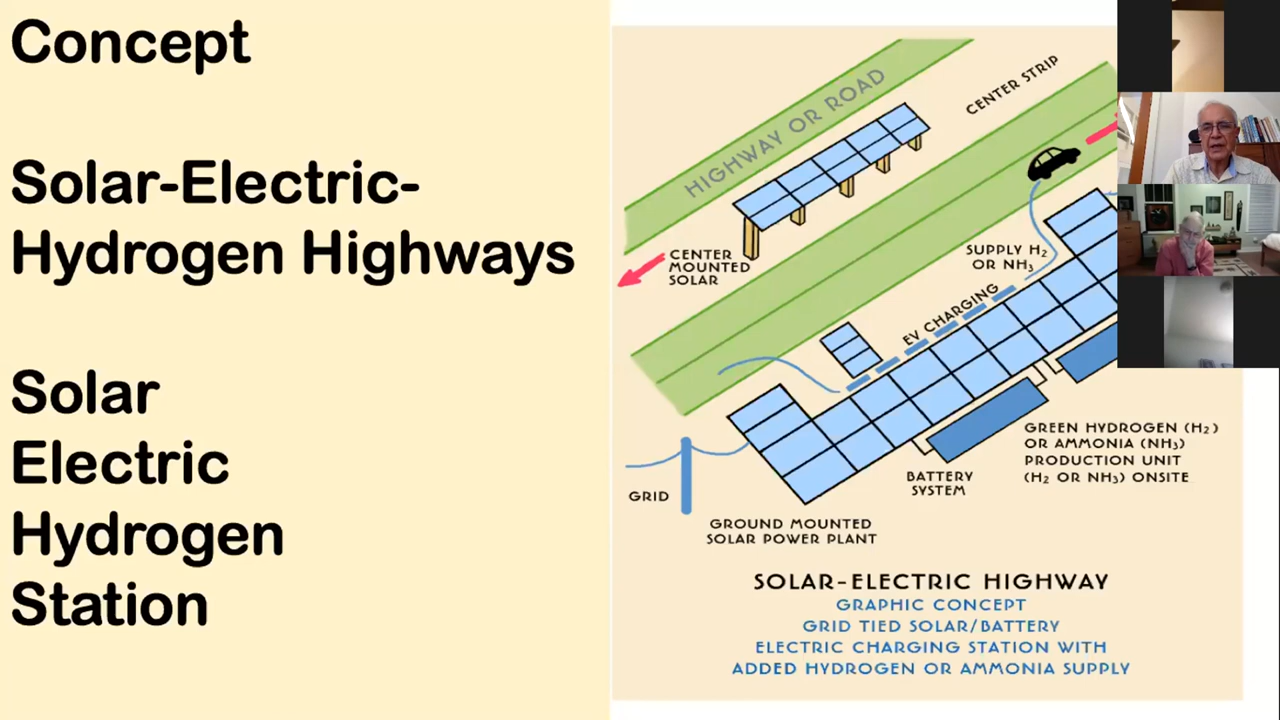 Concept
Solar-Electric-
Hydrogen Highways
Solar
Electric
Hydrogen
Station
HIGHWAY OR ROAD
CENTER STRIP
CENTER
MOUNTED
SOLAR
SUPPLY H₂
OR NH₃
EV CHARGING
GRID
BATTERY
SYSTEM
GREEN HYDROGEN (H₂)
OR AMMONIA (NH₃)
PRODUCTION UNIT
(H₂ OR NH₃) ONSITE
GROUND MOUNTED
SOLAR POWER PLANT
SOLAR-ELECTRIC HIGHWAY
GRAPHIC CONCEPT
GRID TIED SOLAR/BATTERY
ELECTRIC CHARGING STATION WITH
ADDED HYDROGEN OR AMMONIA SUPPLY